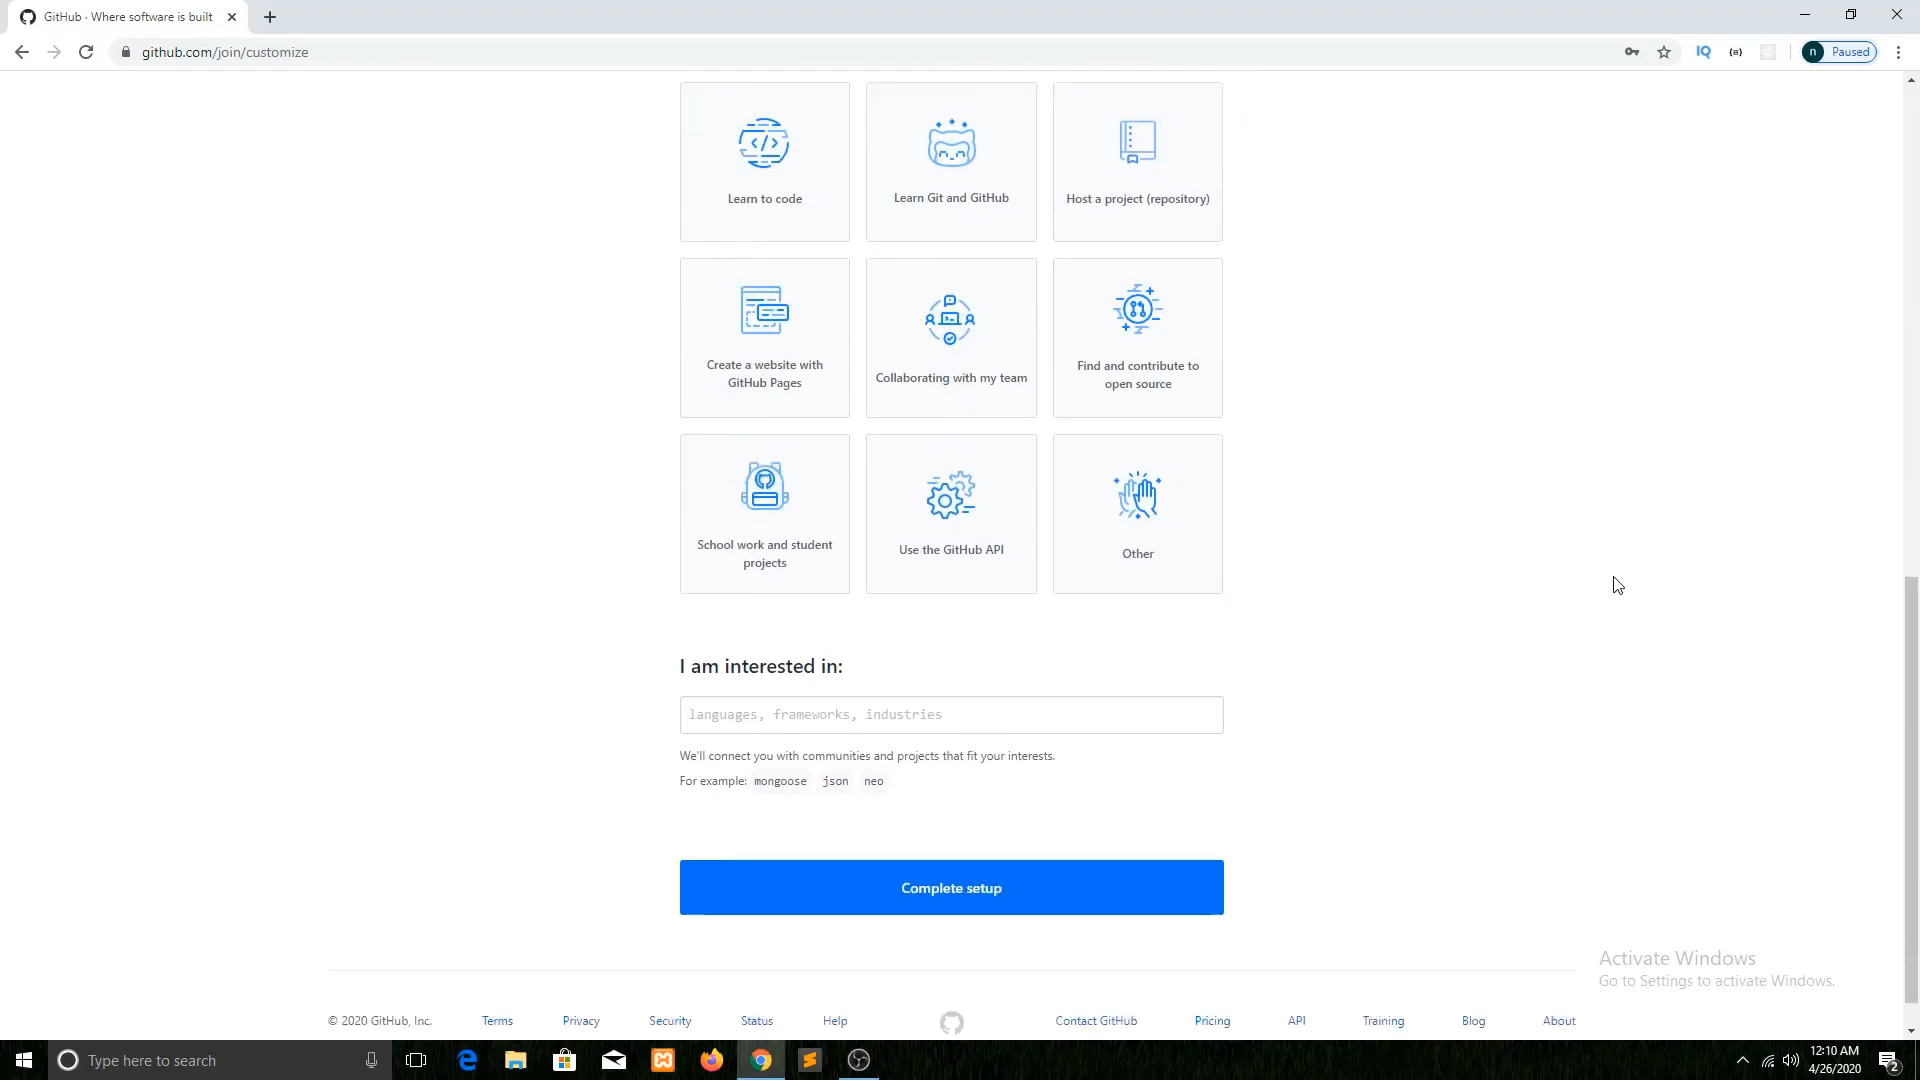 GitHub · Where software is built
github.com/join/customize
n
Paused
Learn to code
Learn Git and GitHub
Host a project (repository)
Create a website with
GitHub Pages
Collaborating with my team
Find and contribute to
open source
School work and student
projects
Use the GitHub API
Other
I am interested in:
languages, frameworks, industries
We'll connect you with communities and projects that fit your interests.
For example: mongoose json neo
Complete setup
Activate Windows
Go to Settings to activate Windows.
© 2020 GitHub, Inc. Terms Privacy Security Status Help Contact GitHub Pricing API Training Blog About
Type here to search
12:10 AM
4/26/2020
2